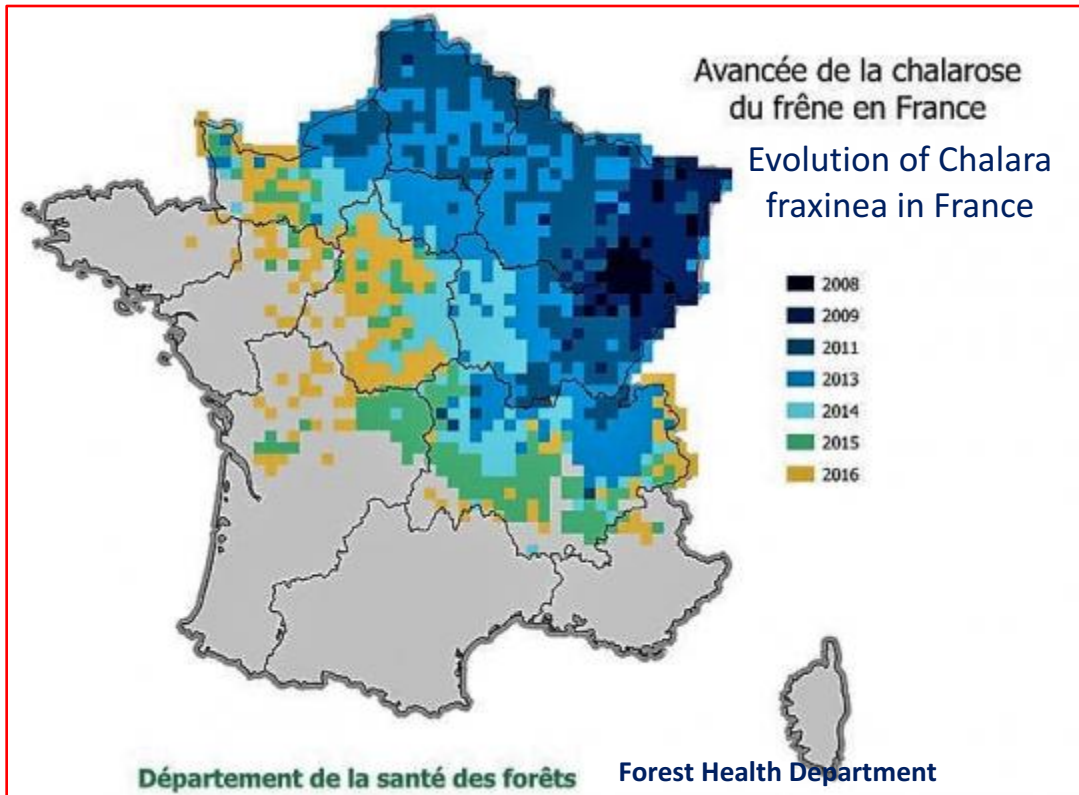 Avancée de la chalarose
du frêne en France
Evolution of Chalara
fraxinea in France
2008
2009
2011
2013
2014
2015
2016
Département de la santé des forêts
Forest Health Department